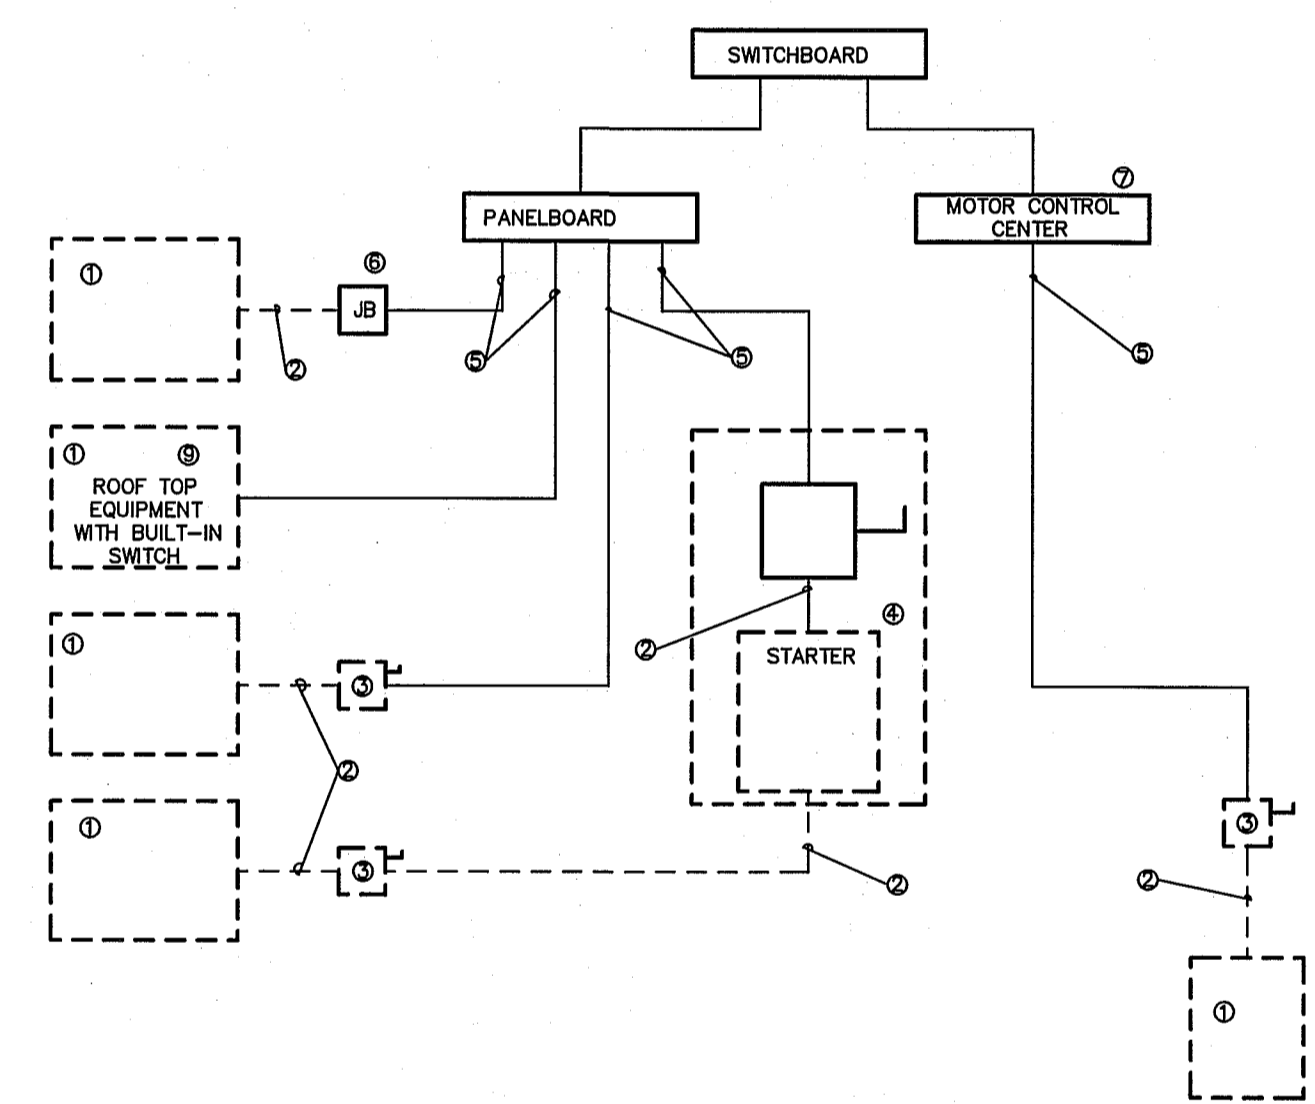 SWITCHBOARD
⑦
PANELBOARD
MOTOR CONTROL
CENTER
①
⑥
JB
②
⑤
⑤
⑤
① ⑨
ROOF TOP
EQUIPMENT
WITH BUILT-IN
SWITCH
④
①
②
STARTER
③
②
①
③
②
③
②
①